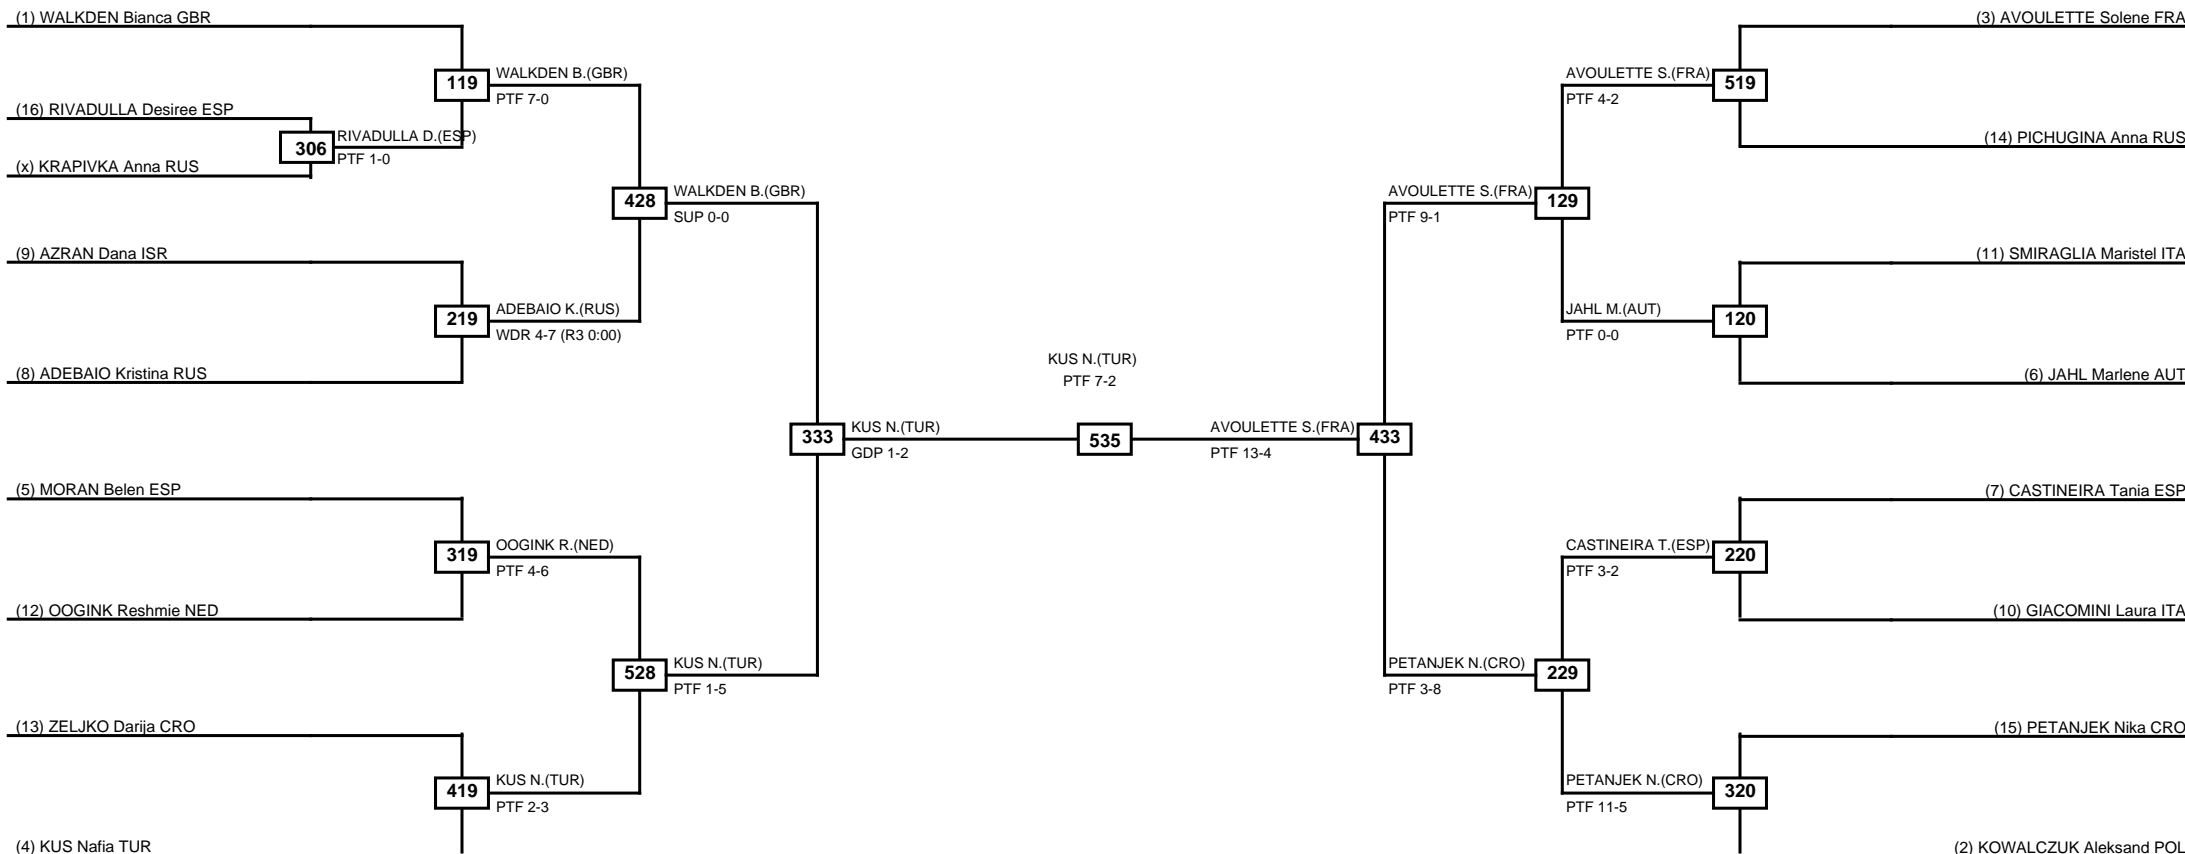 (1) WALKDEN Bianca GBR
119
WALKDEN B.(GBR)
PTF 7-0
(16) RIVADULLA Desiree ESP
306
RIVADULLA D.(ESP)
PTF 1-0
(x) KRAPIVKA Anna RUS
428
WALKDEN B.(GBR)
SUP 0-0
(9) AZRAN Dana ISR
219
ADEBAIO K.(RUS)
WDR 4-7 (R3 0:00)
(8) ADEBAIO Kristina RUS
333
KUS N.(TUR)
GDP 1-2
(5) MORAN Belen ESP
319
OOGINK R.(NED)
PTF 4-6
(12) OOGINK Reshmie NED
528
KUS N.(TUR)
PTF 1-5
(13) ZELJKO Darija CRO
419
KUS N.(TUR)
PTF 2-3
(4) KUS Nafia TUR
KUS N.(TUR)
PTF 7-2
535
(3) AVOULETTE Solene FRA
AVOULETTE S.(FRA)
PTF 4-2
519
(14) PICHUGINA Anna RUS
AVOULETTE S.(FRA)
PTF 9-1
129
(11) SMIRAGLIA Maristel ITA
JAHL M.(AUT)
PTF 0-0
120
(6) JAHL Marlene AUT
AVOULETTE S.(FRA)
PTF 13-4
433
(7) CASTINEIRA Tania ESP
CASTINEIRA T.(ESP)
PTF 3-2
220
(10) GIACOMINI Laura ITA
PETANJEK N.(CRO)
PTF 3-8
229
(15) PETANJEK Nika CRO
PETANJEK N.(CRO)
PTF 11-5
320
(2) KOWALCZUK Aleksand POL